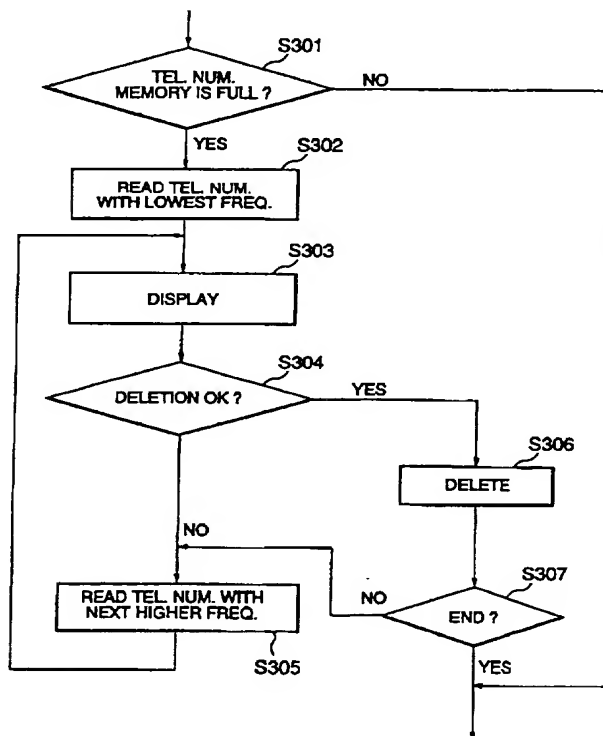 S301
TEL. NUM.
MEMORY IS FULL ?
NO
YES
S302
READ TEL. NUM.
WITH LOWEST FREQ.
S303
DISPLAY
S304
DELETION OK ?
YES
S306
DELETE
NO
S307
READ TEL. NUM. WITH
NEXT HIGHER FREQ.
NO
END ?
S305
YES